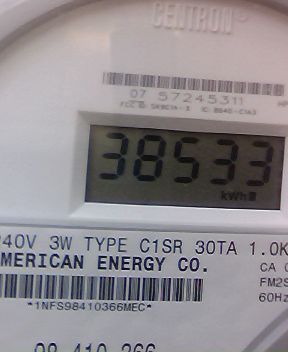 CENTRON®
07 57245311
38533
kWh
240V 3W TYPE C1SR 30TA 1.0K
AMERICAN ENERGY CO.
CA
FM2S
60Hz
*1NFS98410366MEC*
98 410 366